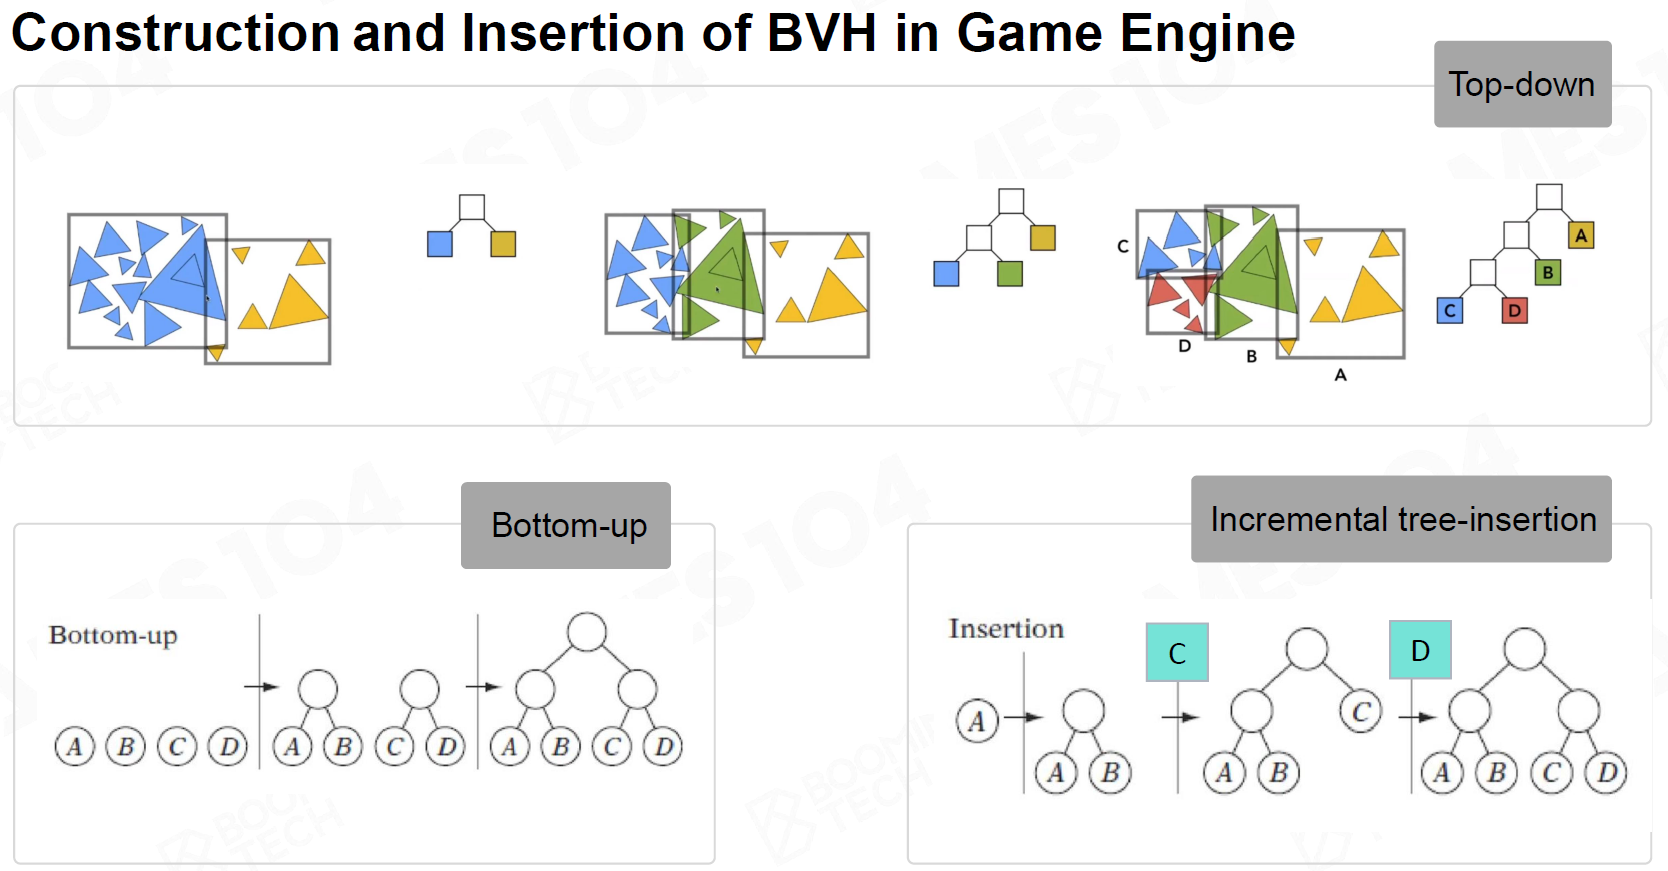 Construction and Insertion of BVH in Game Engine
Top-down
C
D
B
A
A
B
C
D
Bottom-up
Bottom-up
A B C D
A B C D
A B C D
Incremental tree-insertion
Insertion
A
A B
C
C
A B
D
A B C D